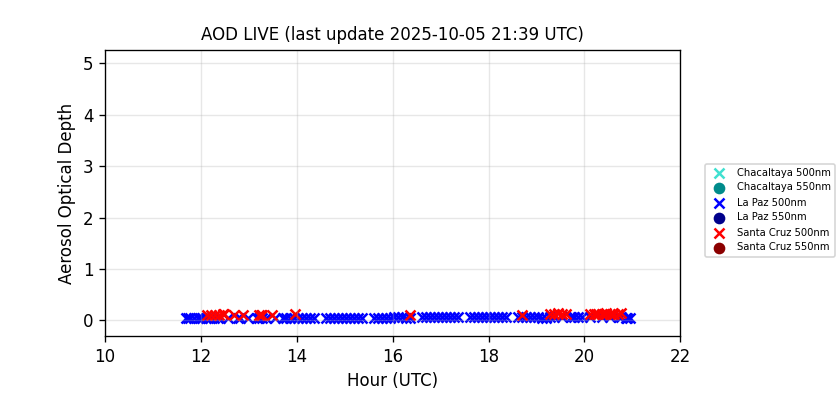 AOD LIVE (last update 2025-10-05 21:39 UTC)
Aerosol Optical Depth
5
4
3
2
1
0
10 12 14 16 18 20 22
Hour (UTC)
Chacaltaya 500nm
Chacaltaya 550nm
La Paz 500nm
La Paz 550nm
Santa Cruz 500nm
Santa Cruz 550nm